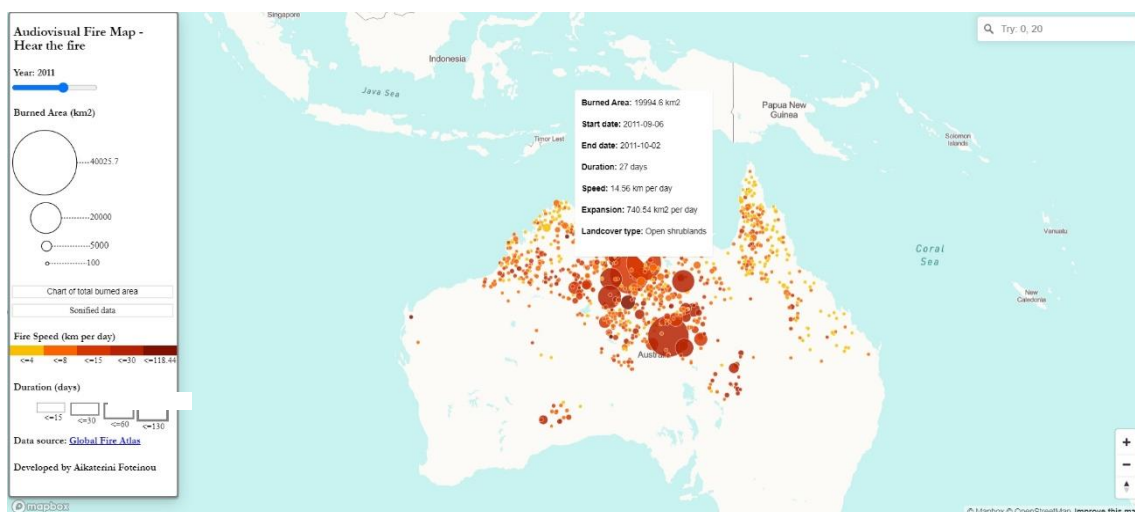 Audiovisual Fire Map -
Hear the fire
Year: 2011
Burned Area (km2)
40025.7
20000
5000
100
Chart of total burned area
Sonified data
Fire Speed (km per day)
<=4 <=8 <=15 <=30 <=118.44
Duration (days)
<=15 <=30 <=60 <=130
Data source: Global Fire Atlas
Developed by Aikaterini Foteinou
mapbox
Singapore
Indonesia
Java Sea
Timor Lest
Papua New
Guinea
Solomon
Islands
Coral
Sea
Vanuatu
New
Caledonia
Burned Area: 19994.6 km2
Start date: 2011-09-06
End date: 2011-10-02
Duration: 27 days
Speed: 14.56 km per day
Expansion: 740.54 km2 per day
Landcover type: Open shrublands
Austra
Try: 0, 20
+
−
© Mapbox © OpenStreetMap Improve this ma